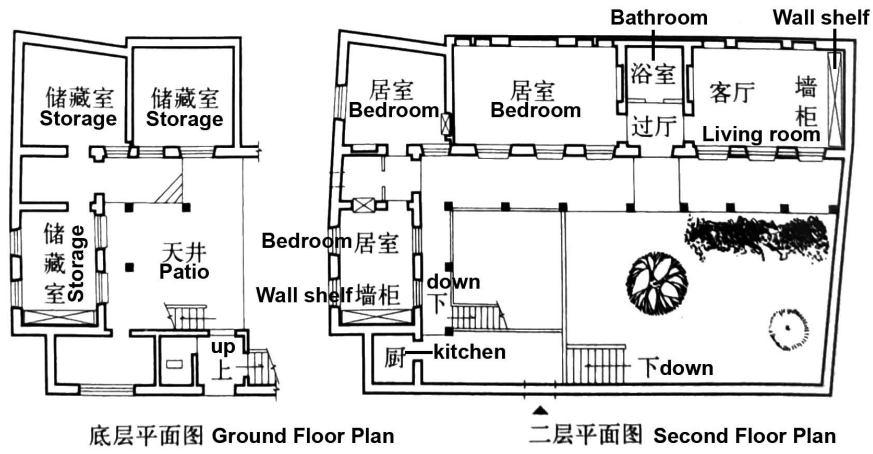 Bathroom
Wall shelf
储藏室
Storage
储藏室
Storage
居室
Bedroom
居室
Bedroom
浴室
过厅
客厅
Living room
墙柜
储藏室
Storage
天井
Patio
Bedroom 居室
Wall shelf 墙柜
down
下
up
上
厨 kitchen
下 down
底层平面图 Ground Floor Plan
二层平面图 Second Floor Plan